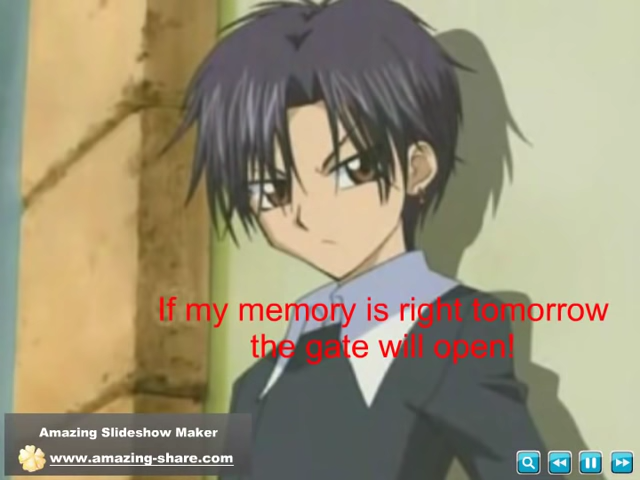 If my memory is right tomorrow
the gate will open!
Amazing Slideshow Maker
www.amazing-share.com